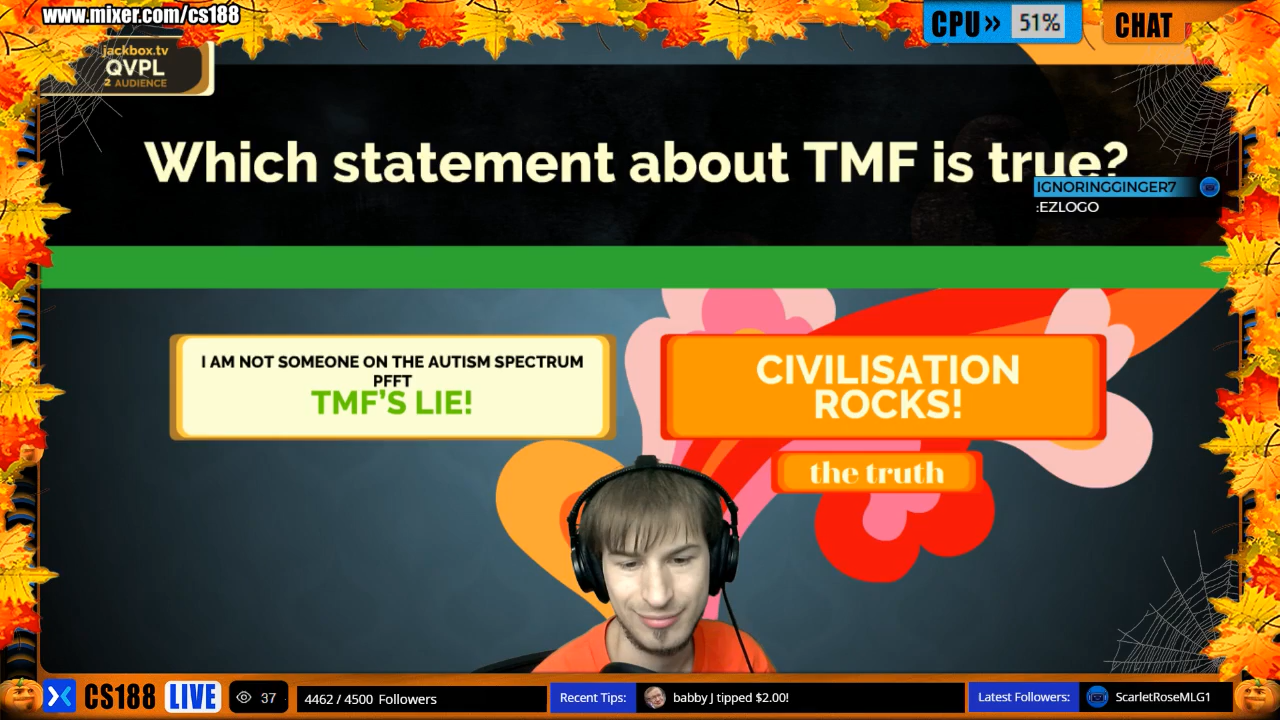 www.mixer.com/cs188
CPU» 51%
CHAT
jackbox.tv
QVPL
2 AUDIENCE
Which statement about TMF is true?
IGNORINGGINGER7
:EZLOGO
I AM NOT SOMEONE ON THE AUTISM SPECTRUM
PFFT
TMF'S LIE!
CIVILISATION
ROCKS!
the truth
CS188 LIVE
37
4462 / 4500 Followers
Recent Tips:
babby J tipped $2.00!
Latest Followers:
ScarletRoseMLG1